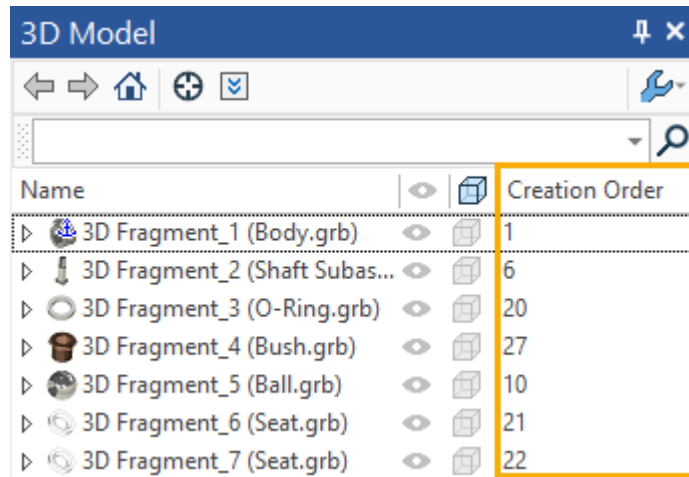 3D Model
Name Creation Order
3D Fragment_1 (Body.grb) 1
3D Fragment_2 (Shaft Subas... 6
3D Fragment_3 (O-Ring.grb) 20
3D Fragment_4 (Bush.grb) 27
3D Fragment_5 (Ball.grb) 10
3D Fragment_6 (Seat.grb) 21
3D Fragment_7 (Seat.grb) 22